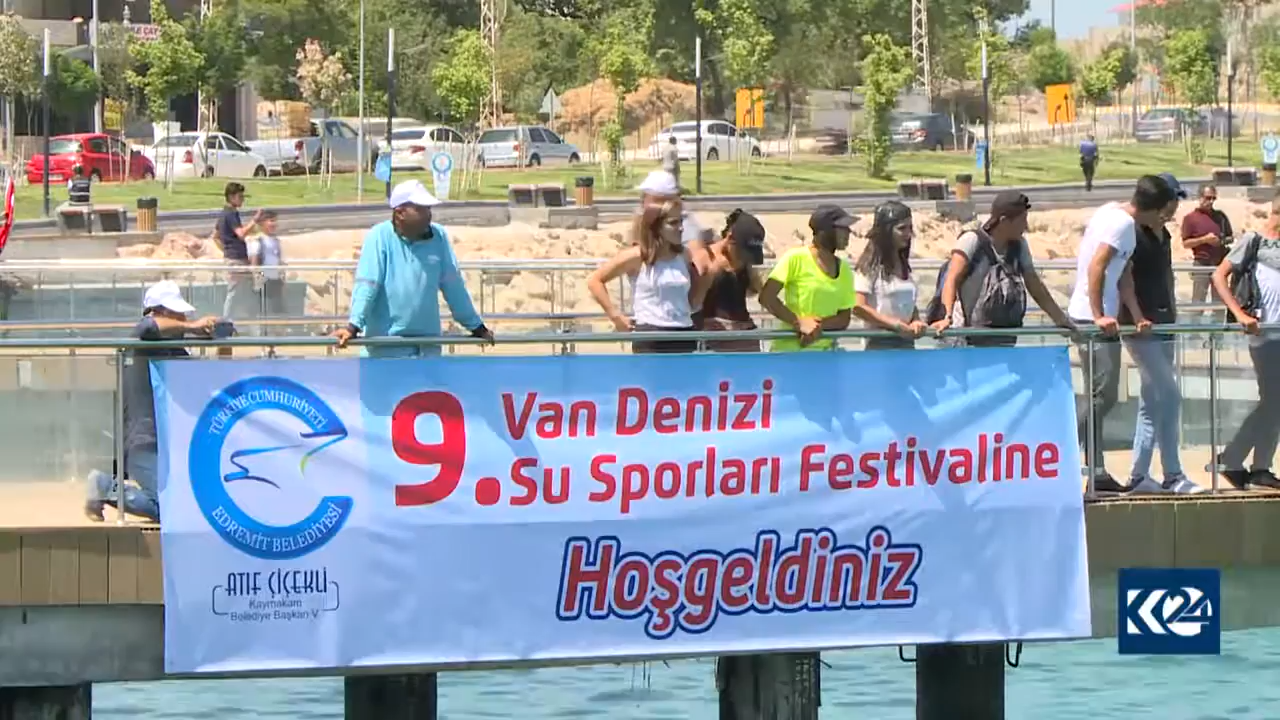 TÜRKİYE CUMHURİYETİ
EDREMİT BELEDİYESİ
ATIF ÇİÇEKLİ
Kaymakam
Belediye Başkan V.
9. Van Denizi
Su Sporları Festivaline
Hoşgeldiniz
K24